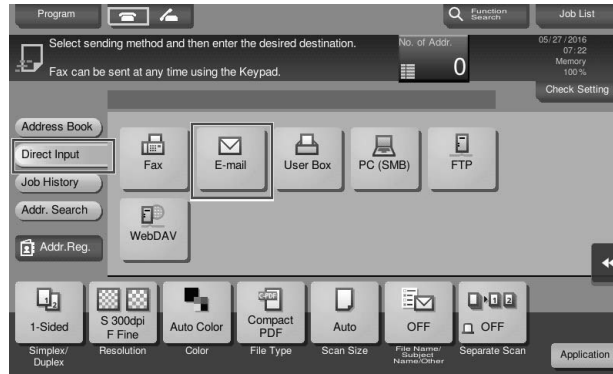 Program
Function
Search
Job List
Select sending method and then enter the desired destination.
Fax can be sent at any time using the Keypad.
No. of Addr.
0
05/27/2016
07:22
Memory
100 %
Check Setting
Address Book
Direct Input
Job History
Addr. Search
Addr.Reg.
Fax
E-mail
User Box
PC (SMB)
FTP
WebDAV
1-Sided
S 300dpi
F Fine
Auto Color
Compact
PDF
Auto
OFF
OFF
Simplex/
Duplex
Resolution
Color
File Type
Scan Size
File Name/
Subject
Name/Other
Separate Scan
Application